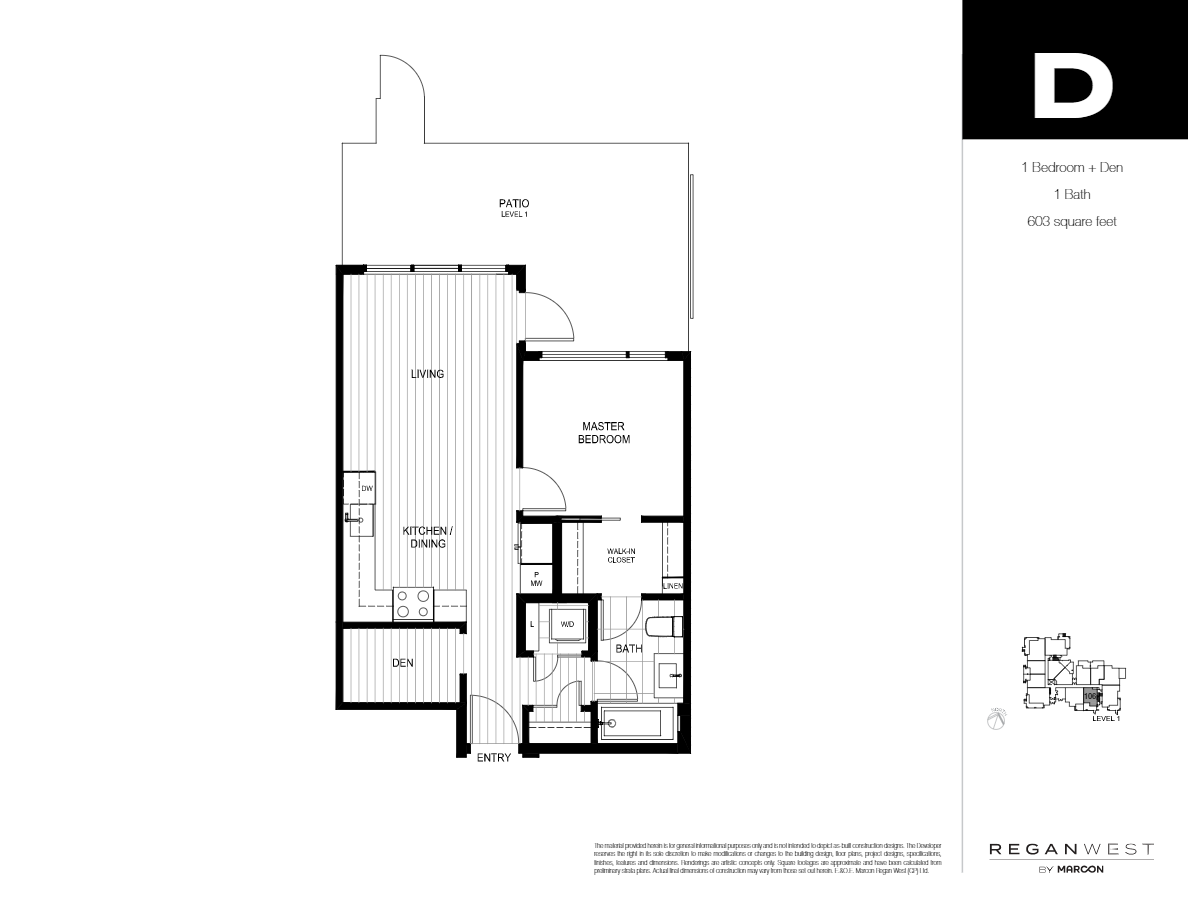 D
1 Bedroom + Den
1 Bath
603 square feet
PATIO
LEVEL 1
LIVING
MASTER
BEDROOM
DW
KITCHEN /
DINING
WALK-IN
CLOSET
P
MW
LINEN
L
W/D
BATH
DEN
ENTRY
106
LEVEL 1
The material provided herein is for general informational purposes only and is not intended to depict as-built construction designs. The Developer
reserves the right in its sole discretion to make modifications or changes to the building design, floor plans, project designs, specifications,
finishes, features and dimensions. Renderings are artistic concepts only. Square footages are approximate and have been calculated from
preliminary strata plans. Actual final dimensions of construction may vary from those set out herein. E.&O.E. Marcon Regan West (GP) Ltd.
REGANWEST
BY MARCON